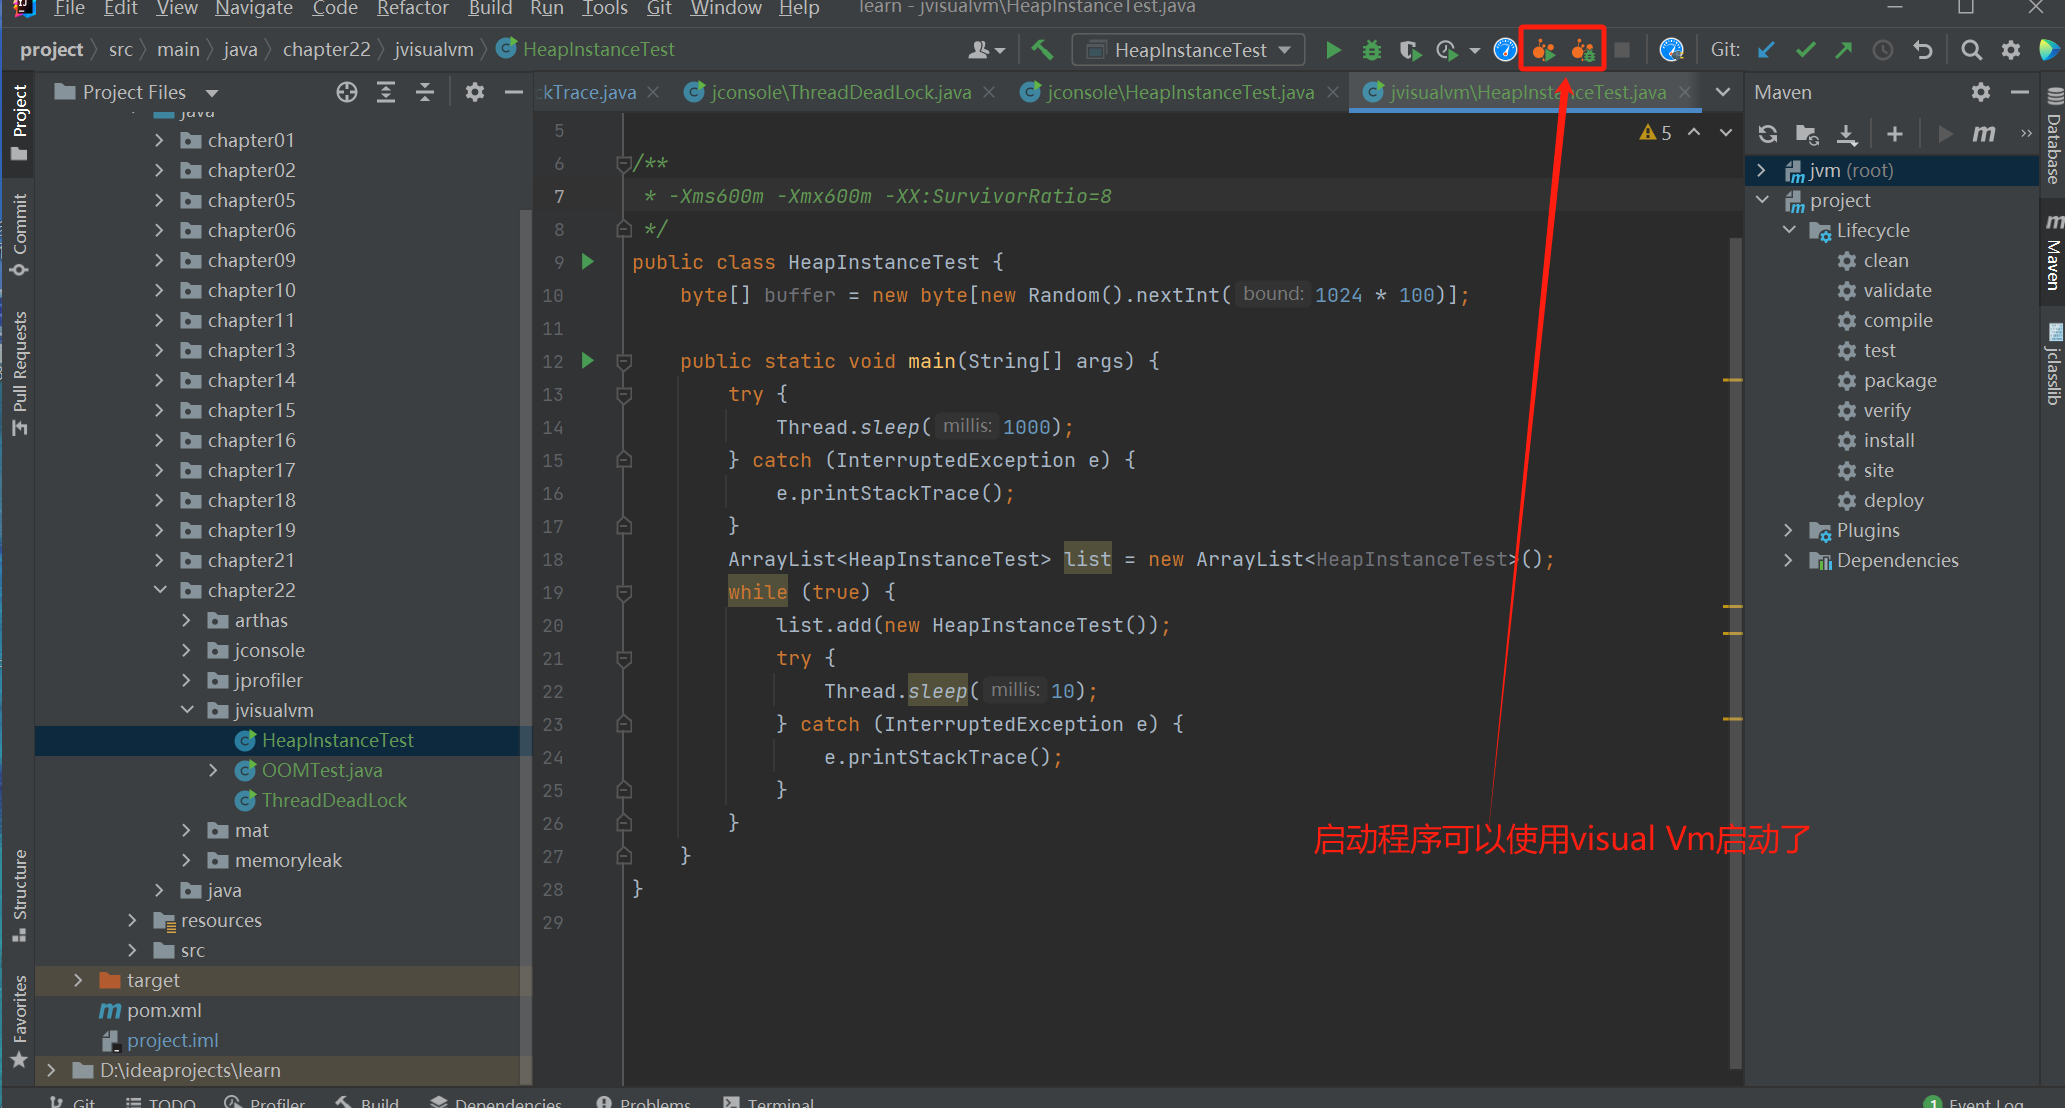 File Edit View Navigate Code Refactor Build Run Tools Git Window Help learn - jvisualvm\HeapInstanceTest.java
project src main java chapter22 jvisualvm HeapInstanceTest
HeapInstanceTest
Git:
Project Files
ckTrace.java jconsole\ThreadDeadLock.java jconsole\HeapInstanceTest.java jvisualvm\HeapInstanceTest.java
Maven
Project
Commit
Pull Requests
Structure
Favorites
java
chapter01
chapter02
chapter05
chapter06
chapter09
chapter10
chapter11
chapter13
chapter14
chapter15
chapter16
chapter17
chapter18
chapter19
chapter21
chapter22
arthas
jconsole
jprofiler
jvisualvm
HeapInstanceTest
OOMTest.java
ThreadDeadLock
mat
memoryleak
java
resources
src
target
pom.xml
project.iml
D:\ideaprojects\learn
5
5
6 /**
7 * -Xms600m -Xmx600m -XX:SurvivorRatio=8
8 */
9 public class HeapInstanceTest {
10 byte[] buffer = new byte[new Random().nextInt( bound: 1024 * 100)];
11
12 public static void main(String[] args) {
13 try {
14 Thread.sleep( millis: 1000);
15 } catch (InterruptedException e) {
16 e.printStackTrace();
17 }
18 ArrayList<HeapInstanceTest> list = new ArrayList<HeapInstanceTest>();
19 while (true) {
20 list.add(new HeapInstanceTest());
21 try {
22 Thread.sleep( millis: 10);
23 } catch (InterruptedException e) {
24 e.printStackTrace();
25 }
26 }
27 }
28 }
29
启动程序可以使用visual Vm启动了
jvm (root)
project
Lifecycle
clean
validate
compile
test
package
verify
install
site
deploy
Plugins
Dependencies
Database
Maven
jclasslib
Git TODO Profiler Build Dependencies Problems Terminal
1 Event Log